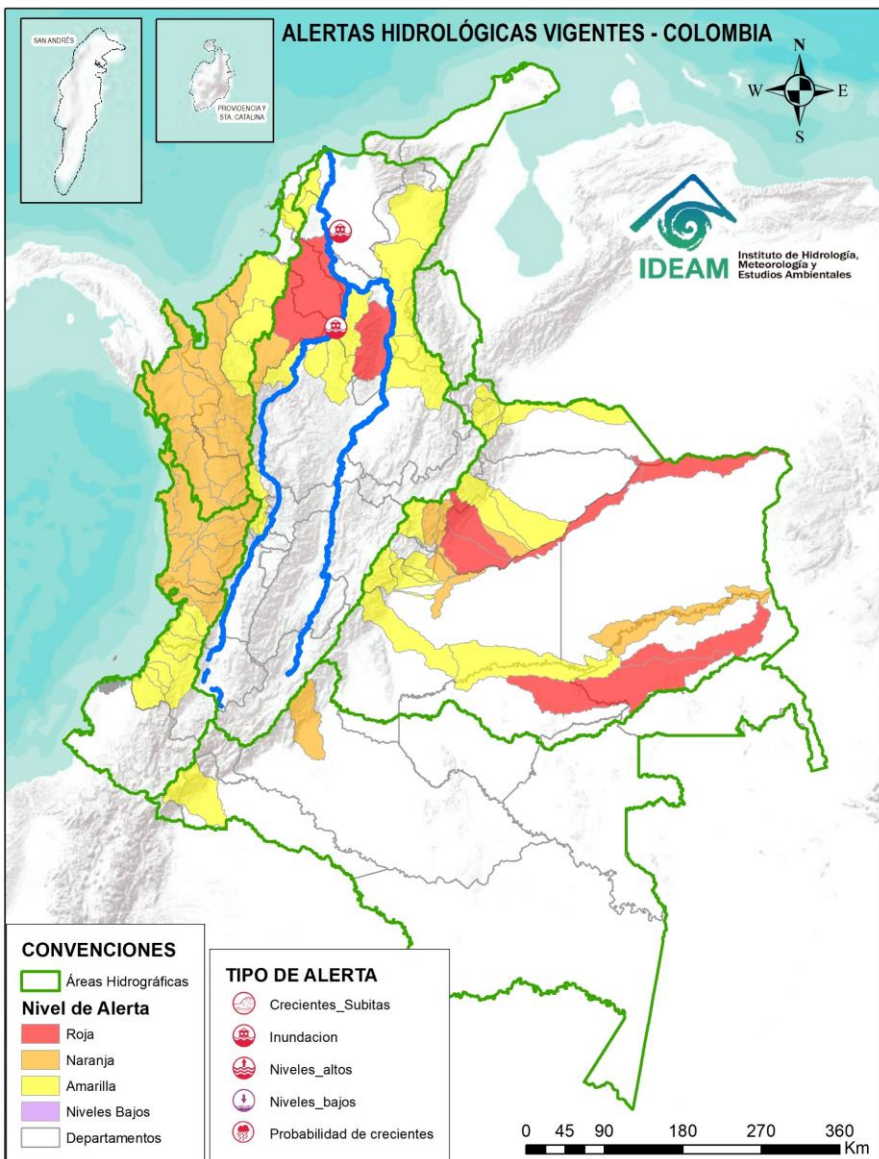 ALERTAS HIDROLÓGICAS VIGENTES - COLOMBIA
SAN ANDRÉS
PROVIDENCIA Y
STA. CATALINA
N
W
E
S
IDEAM
Instituto de Hidrología,
Meteorología y
Estudios Ambientales
CONVENCIONES
Áreas Hidrográficas
Nivel de Alerta
Roja
Naranja
Amarilla
Niveles Bajos
Departamentos
TIPO DE ALERTA
Crecientes_Subitas
Inundacion
Niveles_altos
Niveles_bajos
Probabilidad de crecientes
0 45 90 180 270 360
Km